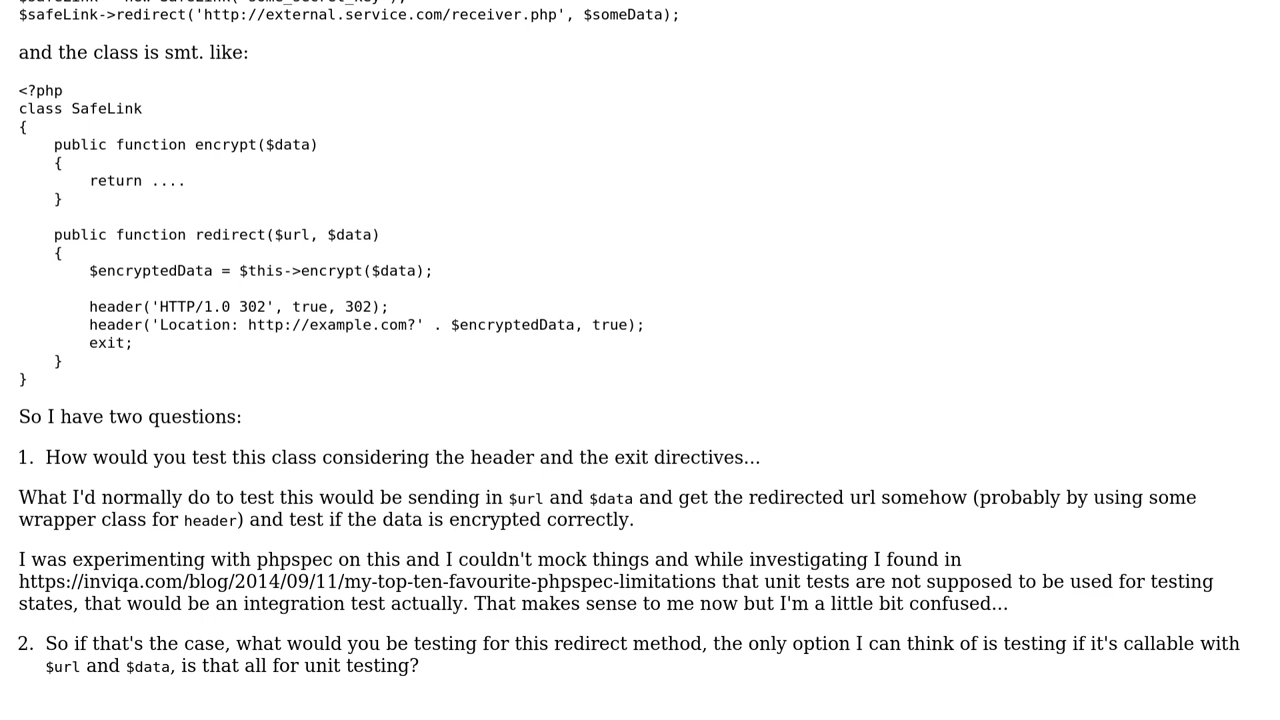 $safeLink->redirect('http://external.service.com/receiver.php', $someData);
and the class is smt. like:
<?php
class SafeLink
{
    public function encrypt($data)
    {
        return ....
    }
    public function redirect($url, $data)
    {
        $encryptedData = $this->encrypt($data);
        header('HTTP/1.0 302', true, 302);
        header('Location: http://example.com?' . $encryptedData, true);
        exit;
    }
}
So I have two questions:
1. How would you test this class considering the header and the exit directives...
What I'd normally do to test this would be sending in $url and $data and get the redirected url somehow (probably by using some
wrapper class for header) and test if the data is encrypted correctly.
I was experimenting with phpspec on this and I couldn't mock things and while investigating I found in
https://inviqa.com/blog/2014/09/11/my-top-ten-favourite-phpspec-limitations that unit tests are not supposed to be used for testing
states, that would be an integration test actually. That makes sense to me now but I'm a little bit confused...
2. So if that's the case, what would you be testing for this redirect method, the only option I can think of is testing if it's callable with
$url and $data, is that all for unit testing?